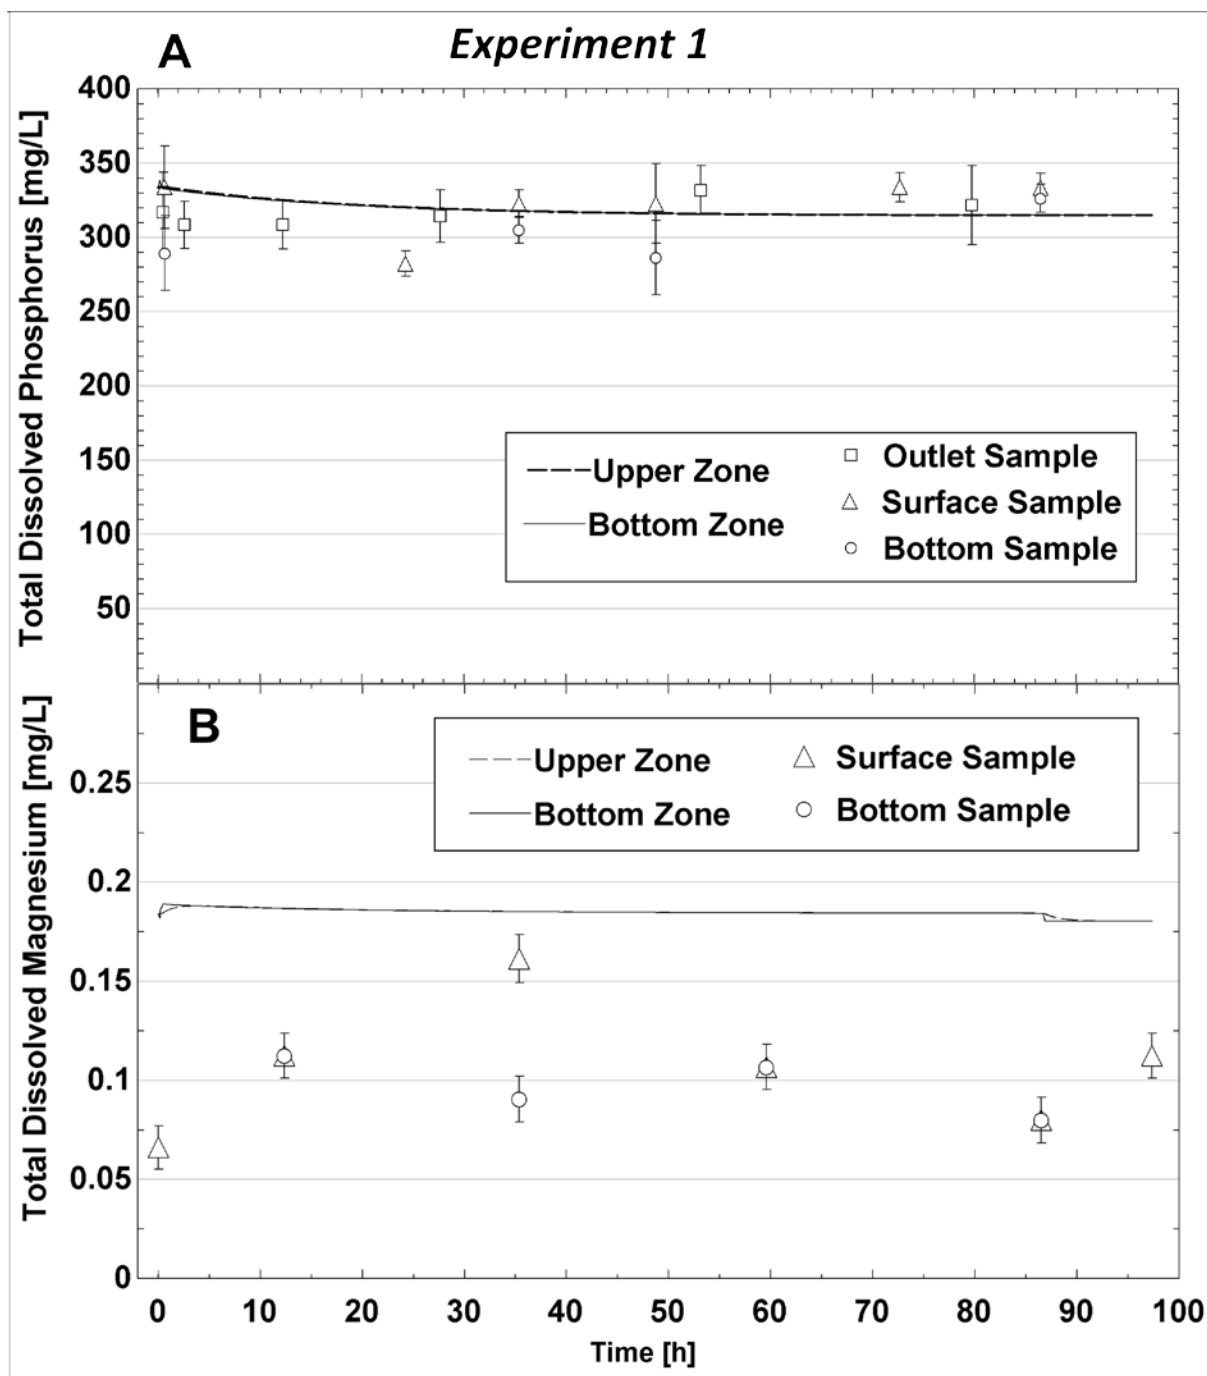 Experiment 1
A
Total Dissolved Phosphorus [mg/L]
400
350
300
250
200
150
100
50
Upper Zone
Bottom Zone
Outlet Sample
Surface Sample
Bottom Sample
B
Total Dissolved Magnesium [mg/L]
0.25
0.2
0.15
0.1
0.05
0
Upper Zone
Bottom Zone
Surface Sample
Bottom Sample
0 10 20 30 40 50 60 70 80 90 100
Time [h]